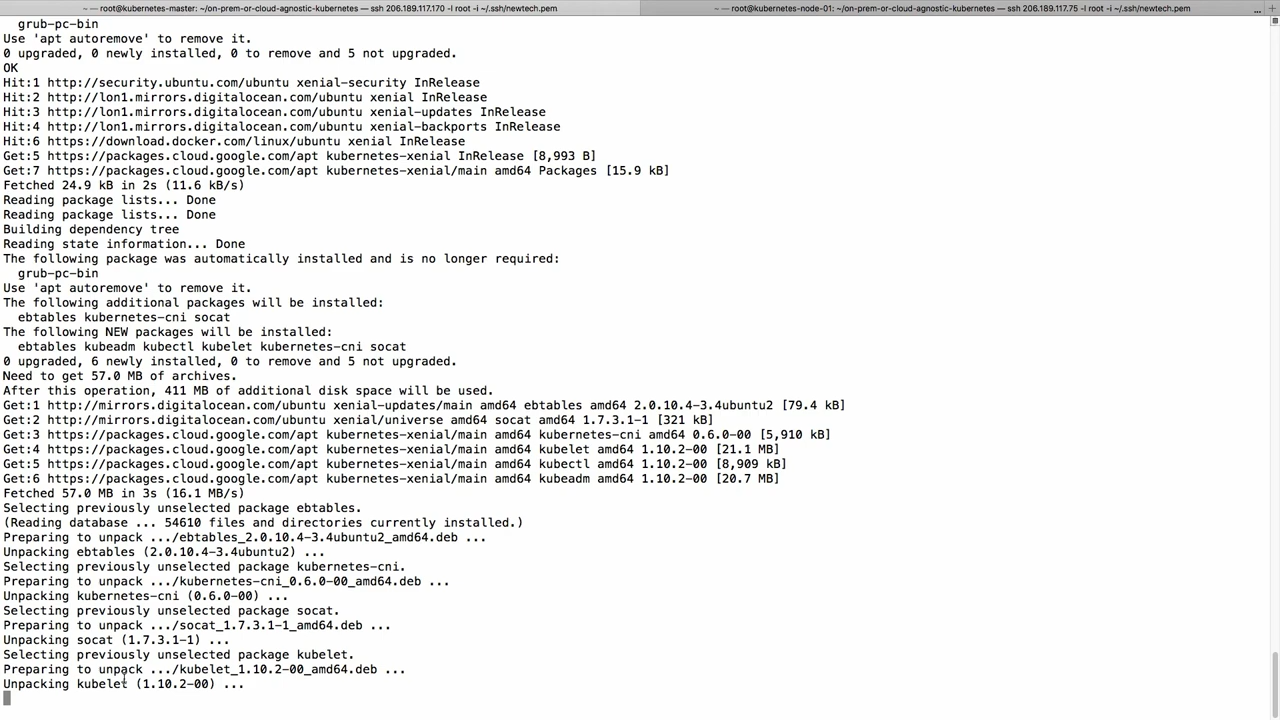 ~ — root@kubernetes-master: ~/on-prem-or-cloud-agnostic-kubernetes — ssh 206.189.117.170 -l root -i ~/.ssh/newtech.pem
~ — root@kubernetes-node-01: ~/on-prem-or-cloud-agnostic-kubernetes — ssh 206.189.117.75 -l root -i ~/.ssh/newtech.pem
... +
grub-pc-bin
Use 'apt autoremove' to remove it.
0 upgraded, 0 newly installed, 0 to remove and 5 not upgraded.
OK
Hit:1 http://security.ubuntu.com/ubuntu xenial-security InRelease
Hit:2 http://lon1.mirrors.digitalocean.com/ubuntu xenial InRelease
Hit:3 http://lon1.mirrors.digitalocean.com/ubuntu xenial-updates InRelease
Hit:4 http://lon1.mirrors.digitalocean.com/ubuntu xenial-backports InRelease
Hit:6 https://download.docker.com/linux/ubuntu xenial InRelease
Get:5 https://packages.cloud.google.com/apt kubernetes-xenial InRelease [8,993 B]
Get:7 https://packages.cloud.google.com/apt kubernetes-xenial/main amd64 Packages [15.9 kB]
Fetched 24.9 kB in 2s (11.6 kB/s)
Reading package lists... Done
Reading package lists... Done
Building dependency tree
Reading state information... Done
The following package was automatically installed and is no longer required:
grub-pc-bin
Use 'apt autoremove' to remove it.
The following additional packages will be installed:
ebtables kubernetes-cni socat
The following NEW packages will be installed:
ebtables kubeadm kubectl kubelet kubernetes-cni socat
0 upgraded, 6 newly installed, 0 to remove and 5 not upgraded.
Need to get 57.0 MB of archives.
After this operation, 411 MB of additional disk space will be used.
Get:1 http://mirrors.digitalocean.com/ubuntu xenial-updates/main amd64 ebtables amd64 2.0.10.4-3.4ubuntu2 [79.4 kB]
Get:2 http://mirrors.digitalocean.com/ubuntu xenial/universe amd64 socat amd64 1.7.3.1-1 [321 kB]
Get:3 https://packages.cloud.google.com/apt kubernetes-xenial/main amd64 kubernetes-cni amd64 0.6.0-00 [5,910 kB]
Get:4 https://packages.cloud.google.com/apt kubernetes-xenial/main amd64 kubelet amd64 1.10.2-00 [21.1 MB]
Get:5 https://packages.cloud.google.com/apt kubernetes-xenial/main amd64 kubectl amd64 1.10.2-00 [8,909 kB]
Get:6 https://packages.cloud.google.com/apt kubernetes-xenial/main amd64 kubeadm amd64 1.10.2-00 [20.7 MB]
Fetched 57.0 MB in 3s (16.1 MB/s)
Selecting previously unselected package ebtables.
(Reading database ... 54610 files and directories currently installed.)
Preparing to unpack .../ebtables_2.0.10.4-3.4ubuntu2_amd64.deb ...
Unpacking ebtables (2.0.10.4-3.4ubuntu2) ...
Selecting previously unselected package kubernetes-cni.
Preparing to unpack .../kubernetes-cni_0.6.0-00_amd64.deb ...
Unpacking kubernetes-cni (0.6.0-00) ...
Selecting previously unselected package socat.
Preparing to unpack .../socat_1.7.3.1-1_amd64.deb ...
Unpacking socat (1.7.3.1-1) ...
Selecting previously unselected package kubelet.
Preparing to unpack .../kubelet_1.10.2-00_amd64.deb ...
Unpacking kubelet (1.10.2-00) ...